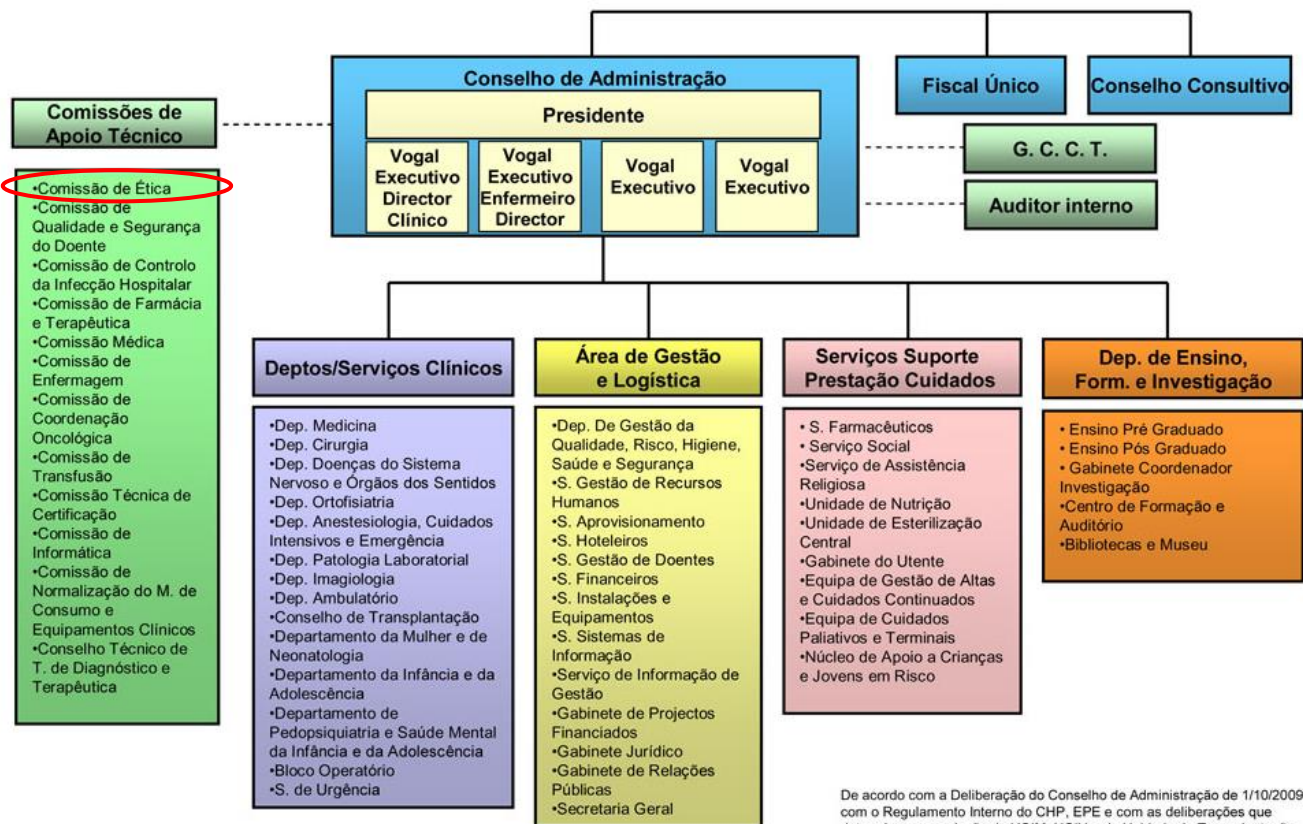 Conselho de Administração
Presidente
Vogal
Executivo
Director
Clínico
Vogal
Executivo
Enfermeiro
Director
Vogal
Executivo
Vogal
Executivo
Fiscal Único
Conselho Consultivo
G. C. C. T.
Auditor interno
Comissões de
Apoio Técnico
•Comissão de Ética
•Comissão de
Qualidade e Segurança
do Doente
•Comissão de Controlo
da Infecção Hospitalar
•Comissão de Farmácia
e Terapêutica
•Comissão Médica
•Comissão de
Enfermagem
•Comissão de
Coordenação
Oncológica
•Comissão de
Transfusão
•Comissão Técnica de
Certificação
•Comissão de
Informática
•Comissão de
Normalização do M. de
Consumo e
Equipamentos Clínicos
•Conselho Técnico de
T. de Diagnóstico e
Terapêutica
Deptos/Serviços Clínicos
•Dep. Medicina
•Dep. Cirurgia
•Dep. Doenças do Sistema
Nervoso e Órgãos dos Sentidos
•Dep. Ortofisiatria
•Dep. Anestesiologia, Cuidados
Intensivos e Emergência
•Dep. Patologia Laboratorial
•Dep. Imagiologia
•Dep. Ambulatório
•Conselho de Transplantação
•Departamento da Mulher e de
Neonatologia
•Departamento da Infância e da
Adolescência
•Departamento de
Pedopsiquiatria e Saúde Mental
da Infância e da Adolescência
•Bloco Operatório
•S. de Urgência
Área de Gestão
e Logística
•Dep. De Gestão da
Qualidade, Risco, Higiene,
Saúde e Segurança
•S. Gestão de Recursos
Humanos
•S. Aprovisionamento
•S. Hoteleiros
•S. Gestão de Doentes
•S. Financeiros
•S. Instalações e
Equipamentos
•S. Sistemas de
Informação
•Serviço de Informação de
Gestão
•Gabinete de Projectos
Financiados
•Gabinete Jurídico
•Gabinete de Relações
Públicas
•Secretaria Geral
Serviços Suporte
Prestação Cuidados
• S. Farmacêuticos
• Serviço Social
•Serviço de Assistência
Religiosa
•Unidade de Nutrição
•Unidade de Esterilização
Central
•Gabinete do Utente
•Equipa de Gestão de Altas
e Cuidados Continuados
•Equipa de Cuidados
Paliativos e Terminais
•Núcleo de Apoio a Crianças
e Jovens em Risco
Dep. de Ensino,
Form. e Investigação
• Ensino Pré Graduado
• Ensino Pós Graduado
• Gabinete Coordenador
Investigação
•Centro de Formação e
Auditório
•Bibliotecas e Museu
De acordo com a Deliberação do Conselho de Administração de 1/10/2009
com o Regulamento Interno do CHP, EPE e com as deliberações que